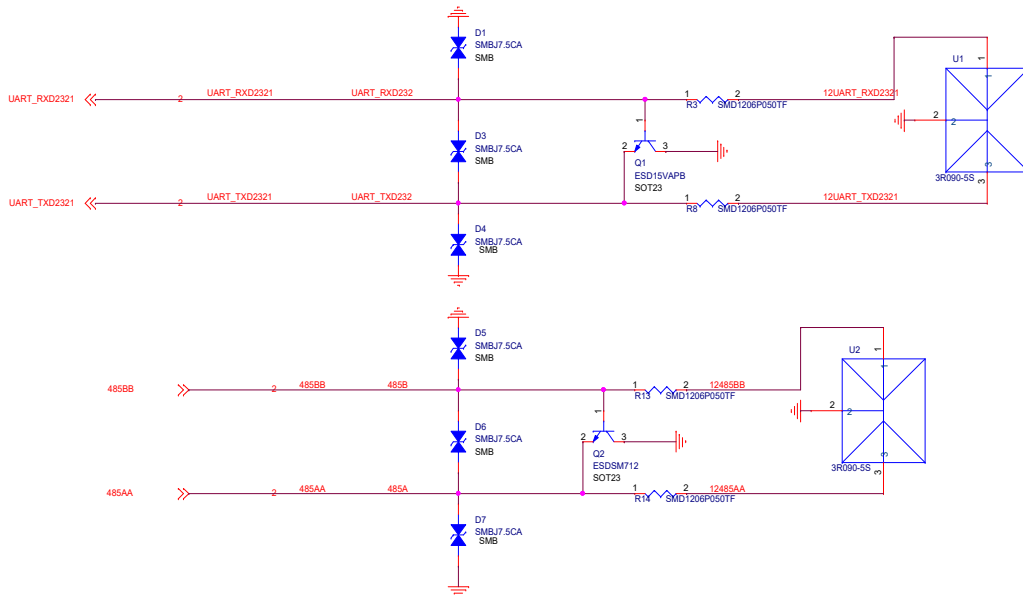 D1
SMBJ7.5CA
SMB
U1
1
1
UART_RXD2321
2
UART_RXD2321
UART_RXD232
1
2
12UART_RXD2321
R3
SMD1206P050TF
2
2
1
D3
SMBJ7.5CA
SMB
2
3
Q1
ESD15VAPB
SOT23
3
3R090-5S
3
UART_TXD2321
2
UART_TXD2321
UART_TXD232
1
2
12UART_TXD2321
R8
SMD1206P050TF
D4
SMBJ7.5CA
SMB
D5
SMBJ7.5CA
SMB
U2
1
1
485BB
2
485BB
485B
1
2
12485BB
R13
SMD1206P050TF
2
2
1
D6
SMBJ7.5CA
SMB
2
3
Q2
ESDSM712
SOT23
3
3R090-5S
3
485AA
2
485AA
485A
1
2
12485AA
R14
SMD1206P050TF
D7
SMBJ7.5CA
SMB